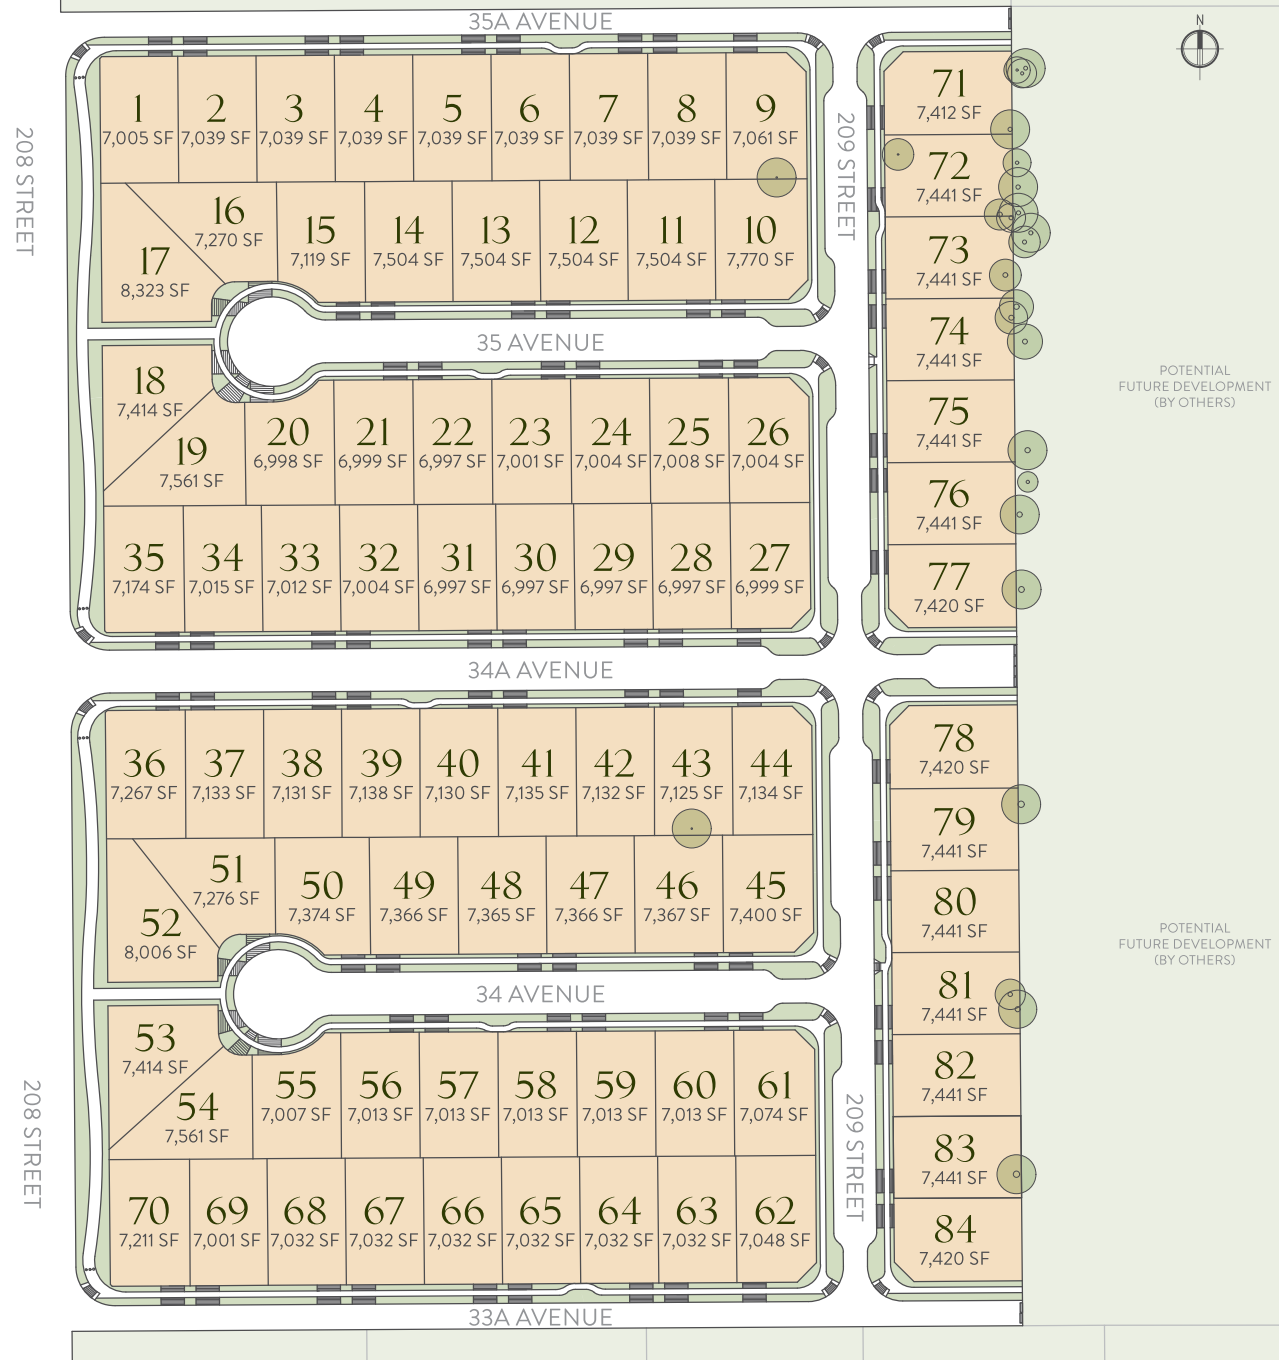 35A AVENUE
N
208 STREET
209 STREET
1
7,005 SF
2
7,039 SF
3
7,039 SF
4
7,039 SF
5
7,039 SF
6
7,039 SF
7
7,039 SF
8
7,039 SF
9
7,061 SF
71
7,412 SF
72
7,441 SF
17
8,323 SF
16
7,270 SF
15
7,119 SF
14
7,504 SF
13
7,504 SF
12
7,504 SF
11
7,504 SF
10
7,770 SF
73
7,441 SF
35 AVENUE
74
7,441 SF
POTENTIAL
FUTURE DEVELOPMENT
(BY OTHERS)
18
7,414 SF
19
7,561 SF
20
6,998 SF
21
6,999 SF
22
6,997 SF
23
7,001 SF
24
7,004 SF
25
7,008 SF
26
7,004 SF
75
7,441 SF
76
7,441 SF
35
7,174 SF
34
7,015 SF
33
7,012 SF
32
7,004 SF
31
6,997 SF
30
6,997 SF
29
6,997 SF
28
6,997 SF
27
6,999 SF
77
7,420 SF
34A AVENUE
36
7,267 SF
37
7,133 SF
38
7,131 SF
39
7,138 SF
40
7,130 SF
41
7,135 SF
42
7,132 SF
43
7,125 SF
44
7,134 SF
78
7,420 SF
79
7,441 SF
52
8,006 SF
51
7,276 SF
50
7,374 SF
49
7,366 SF
48
7,365 SF
47
7,366 SF
46
7,367 SF
45
7,400 SF
80
7,441 SF
POTENTIAL
FUTURE DEVELOPMENT
(BY OTHERS)
34 AVENUE
81
7,441 SF
53
7,414 SF
54
7,561 SF
55
7,007 SF
56
7,013 SF
57
7,013 SF
58
7,013 SF
59
7,013 SF
60
7,013 SF
61
7,074 SF
82
7,441 SF
208 STREET
209 STREET
83
7,441 SF
70
7,211 SF
69
7,001 SF
68
7,032 SF
67
7,032 SF
66
7,032 SF
65
7,032 SF
64
7,032 SF
63
7,032 SF
62
7,048 SF
84
7,420 SF
33A AVENUE